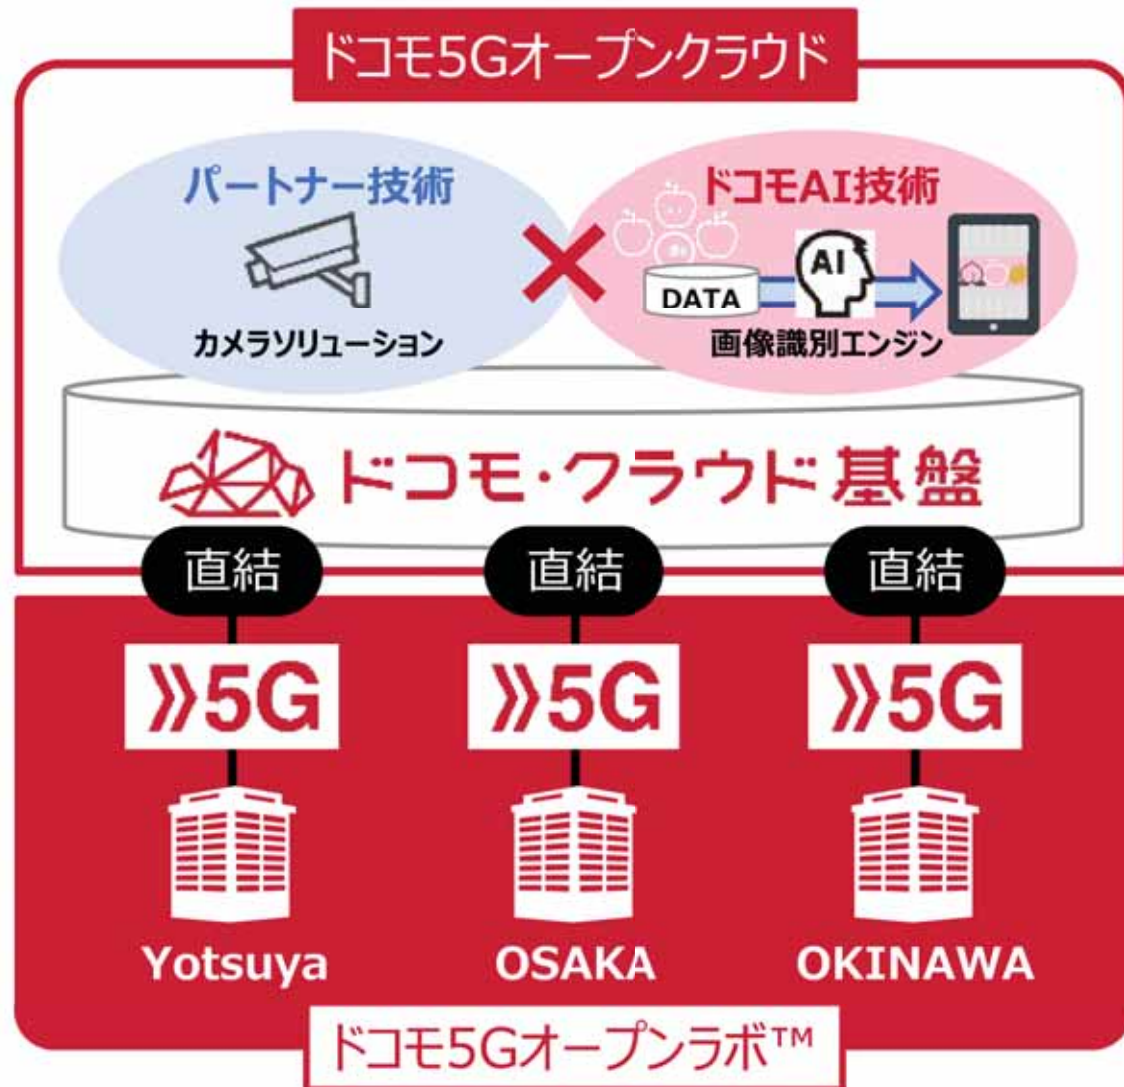 ドコモ5Gオープンクラウド
パートナー技術
カメラソリューション
ドコモAI技術
DATA
AI
画像識別エンジン
ドコモ・クラウド基盤
直結
直結
直結
5G
5G
5G
Yotsuya
OSAKA
OKINAWA
ドコモ5Gオープンラボ™